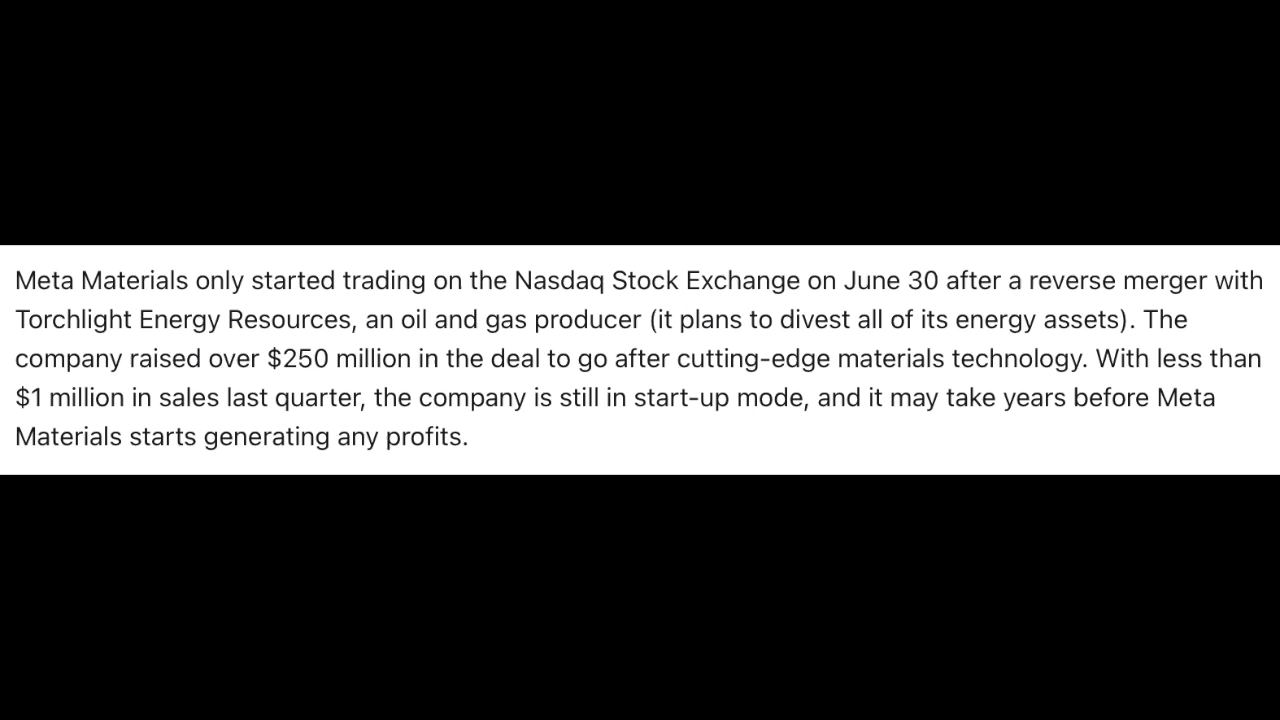 Meta Materials only started trading on the Nasdaq Stock Exchange on June 30 after a reverse merger with
Torchlight Energy Resources, an oil and gas producer (it plans to divest all of its energy assets). The
company raised over $250 million in the deal to go after cutting-edge materials technology. With less than
$1 million in sales last quarter, the company is still in start-up mode, and it may take years before Meta
Materials starts generating any profits.